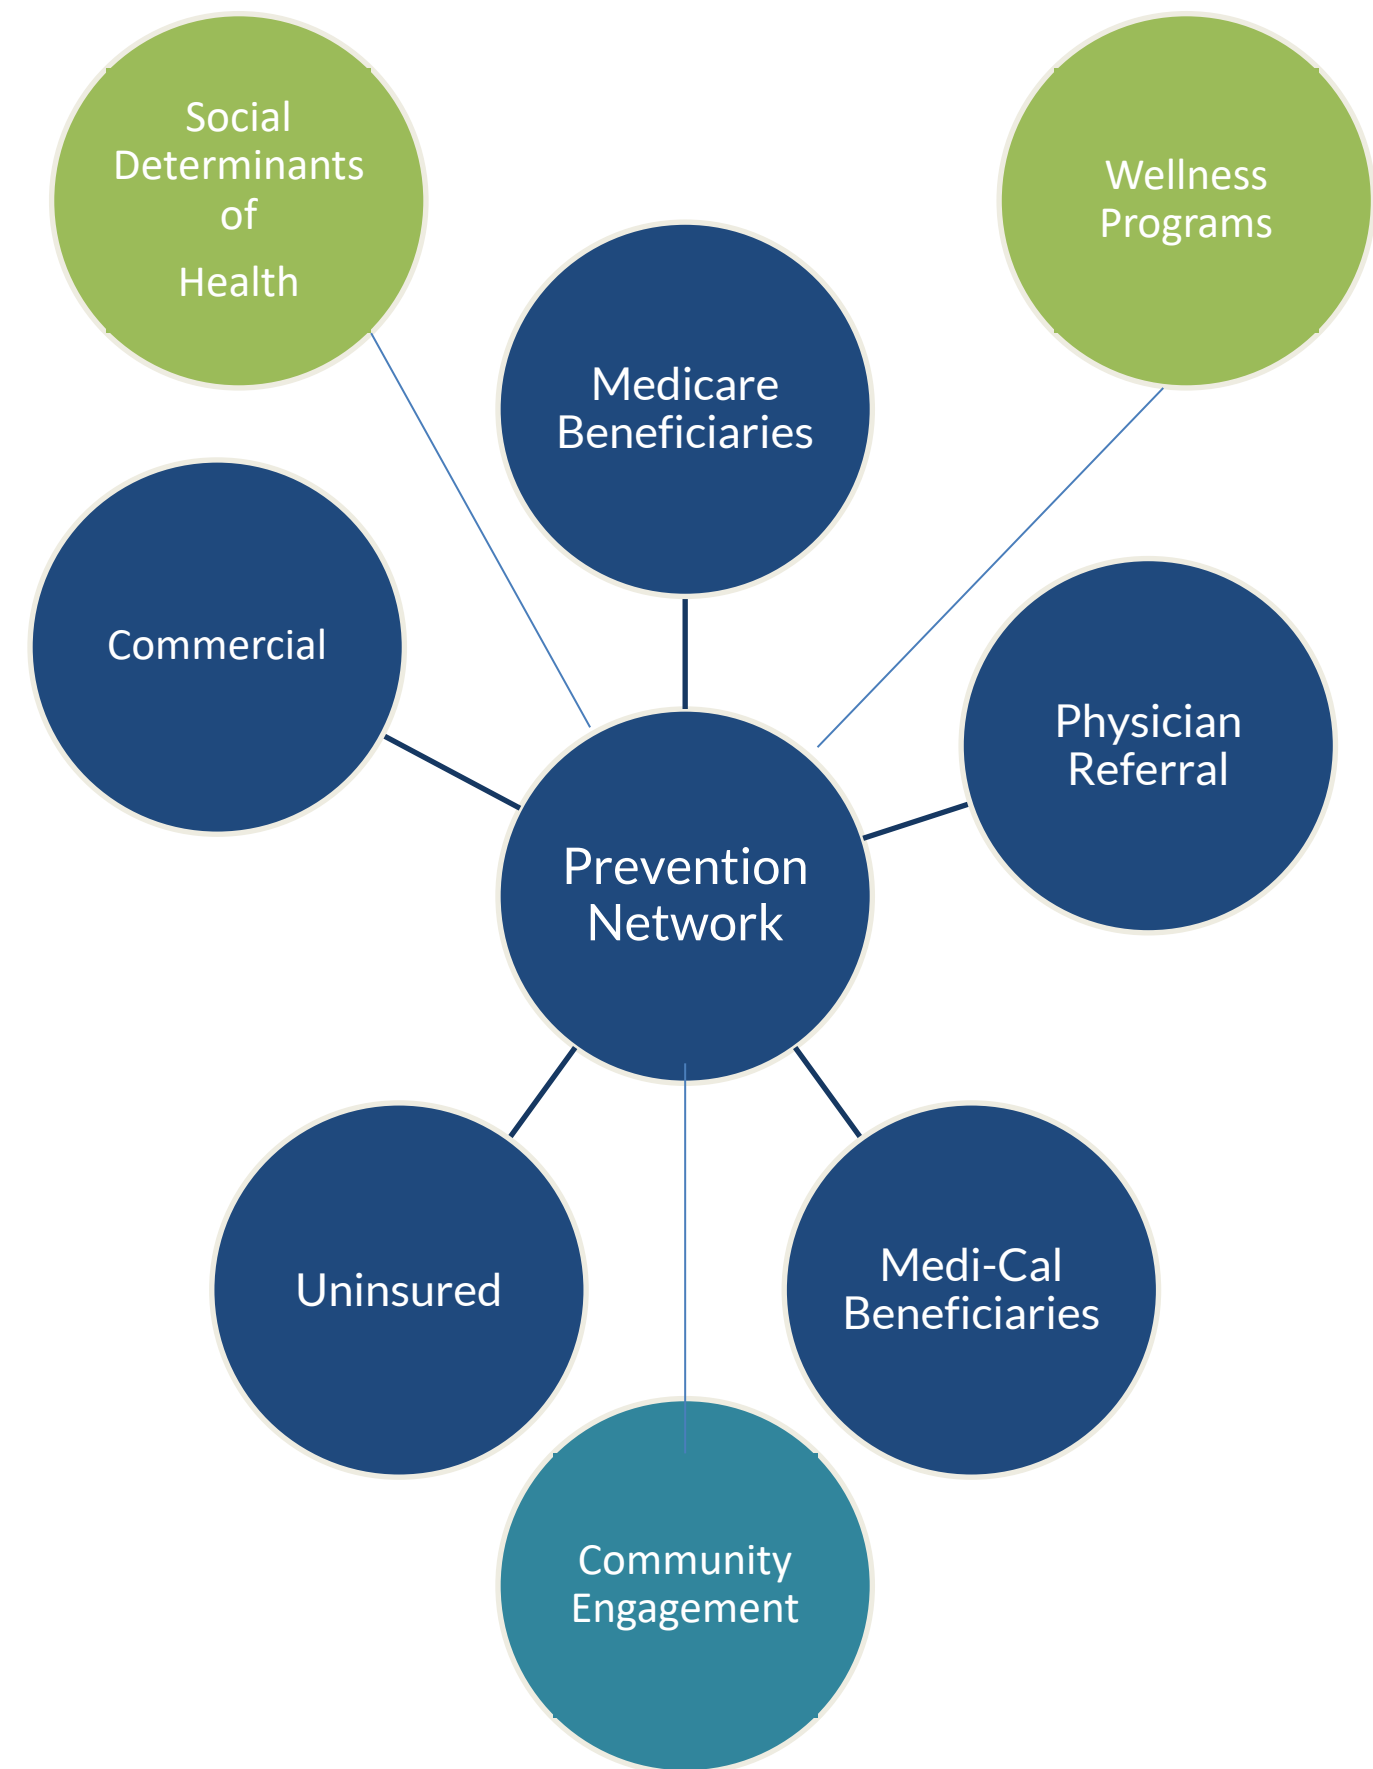 Social
Determinants
of
Health
Wellness
Programs
Medicare
Beneficiaries
Commercial
Physician
Referral
Prevention
Network
Uninsured
Medi-Cal
Beneficiaries
Community
Engagement